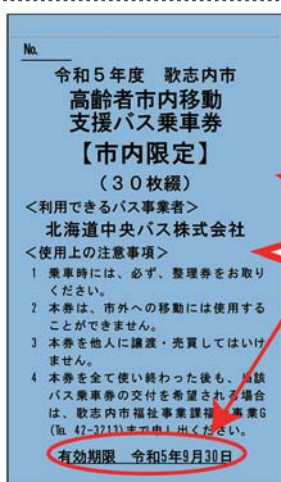 No.
令和5年度 歌志内市
高齢者市内移動
支援バス乗車券
【市内限定】
(30枚綴)
<利用できるバス事業者>
北海道中央バス株式会社
<使用上の注意事項>
1 乗車時には、必ず、整理券をお取り
ください。
2 本券は、市外への移動には使用する
ことができません。
3 本券を他人に譲渡・売買してはいけ
ません。
4 本券を全て使い終わった後も、当該
バス乗車券の交付を希望される場合
は、歌志内市福祉事業課福祉事業G
(℡ 42-3213)まで申し出ください。
有効期限 令和5年9月30日